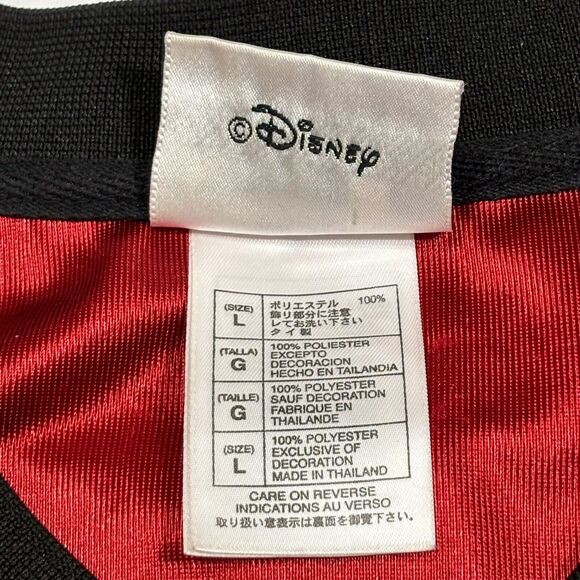 ©Disney
(SIZE)
L
ポリエステル 100%
飾り部分に注意
してお洗い下さい
タイ製
(TALLA)
G
100% POLIESTER
EXCEPTO
DECORACION
HECHO EN TAILANDiA
(TAILLE)
G
100% POLYESTER
SAUF DECORATION
FABRIQUE EN
THAILANDE
(SIZE)
L
100% POLYESTER
EXCLUSIVE OF
DECORATION
MADE IN THAILAND
CARE ON REVERSE
INDICATIONS AU VERSO
取り扱い意表示は裏面を御覧下さい